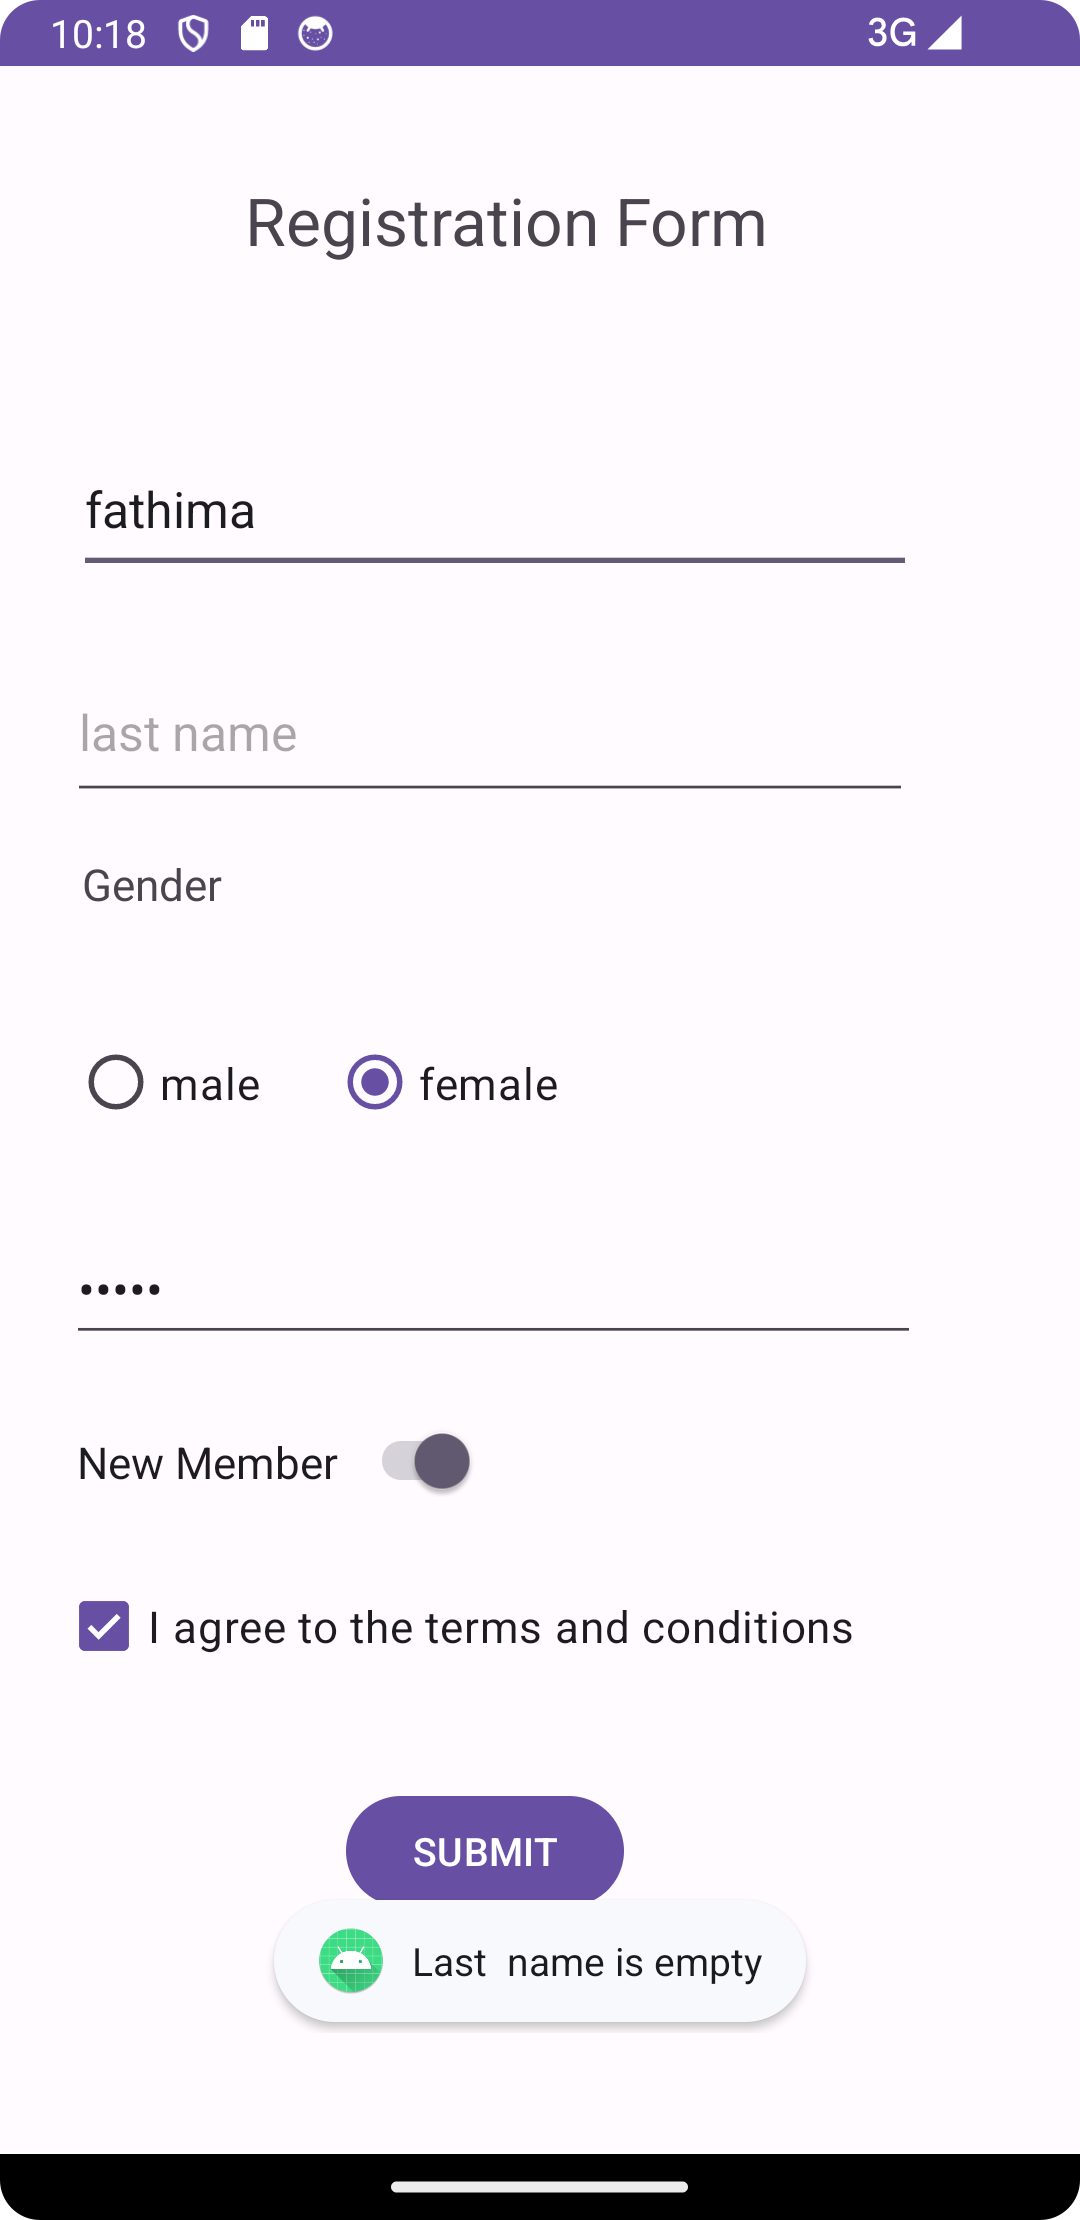 10:18 3G
Registration Form
fathima
last name
Gender
male female
•••••
New Member
I agree to the terms and conditions
SUBMIT
Last  name is empty